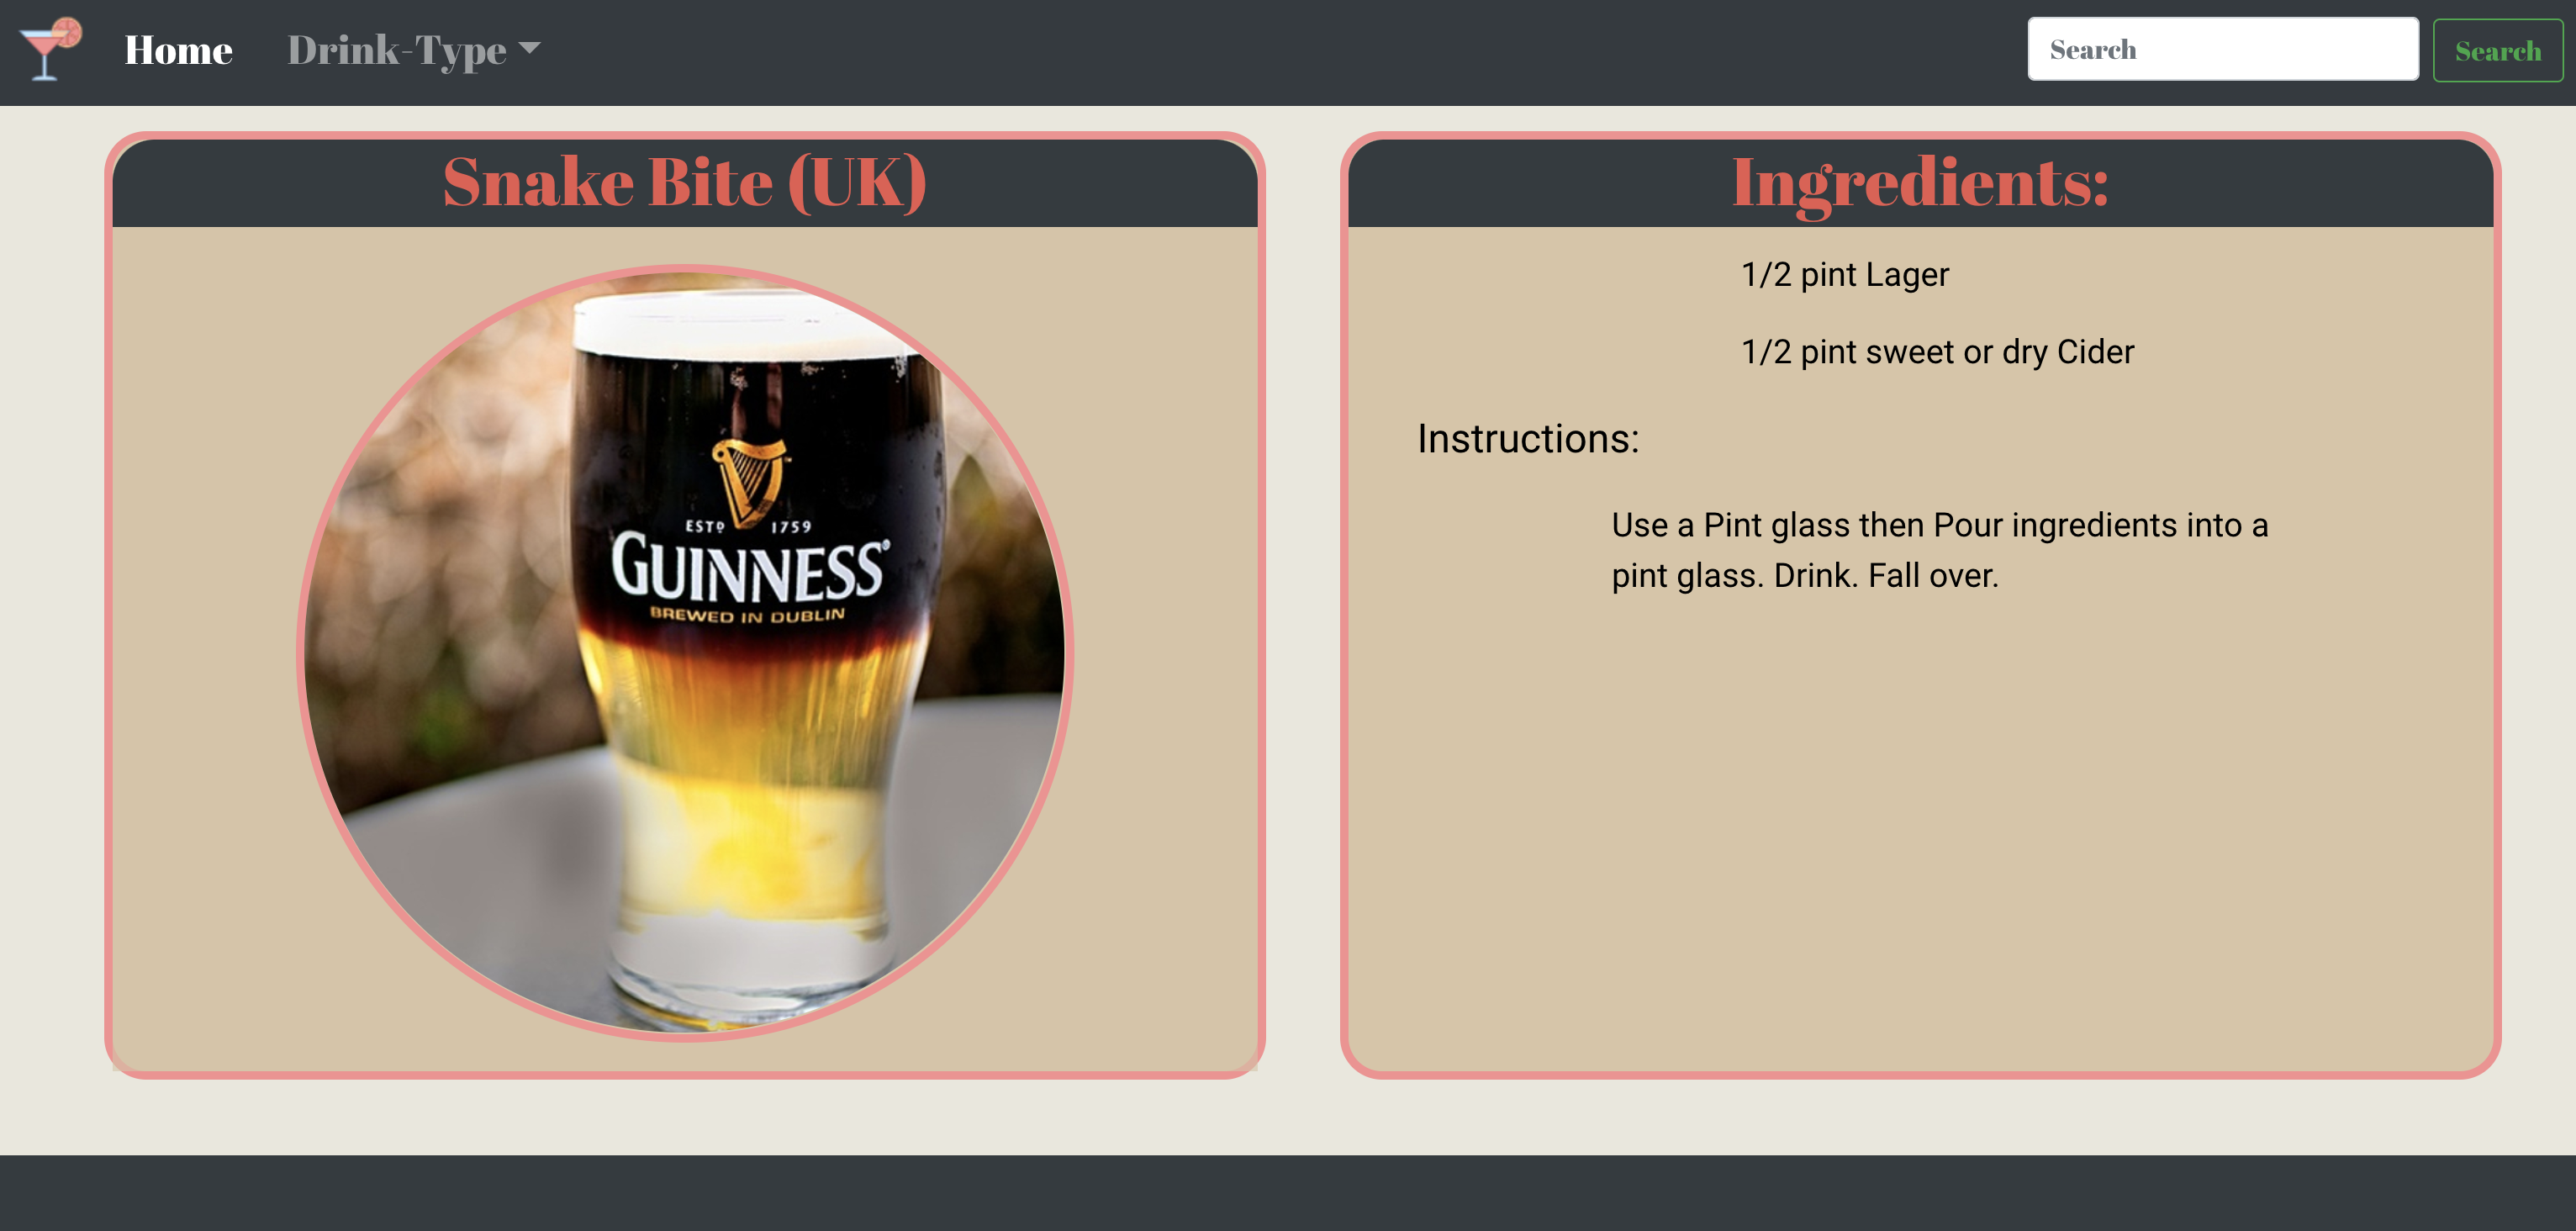 Home Drink-Type Search Search
Snake Bite (UK)
ESTD 1759
GUINNESS®
BREWED IN DUBLIN
Ingredients:
1/2 pint Lager
1/2 pint sweet or dry Cider
Instructions:
Use a Pint glass then Pour ingredients into a
pint glass. Drink. Fall over.